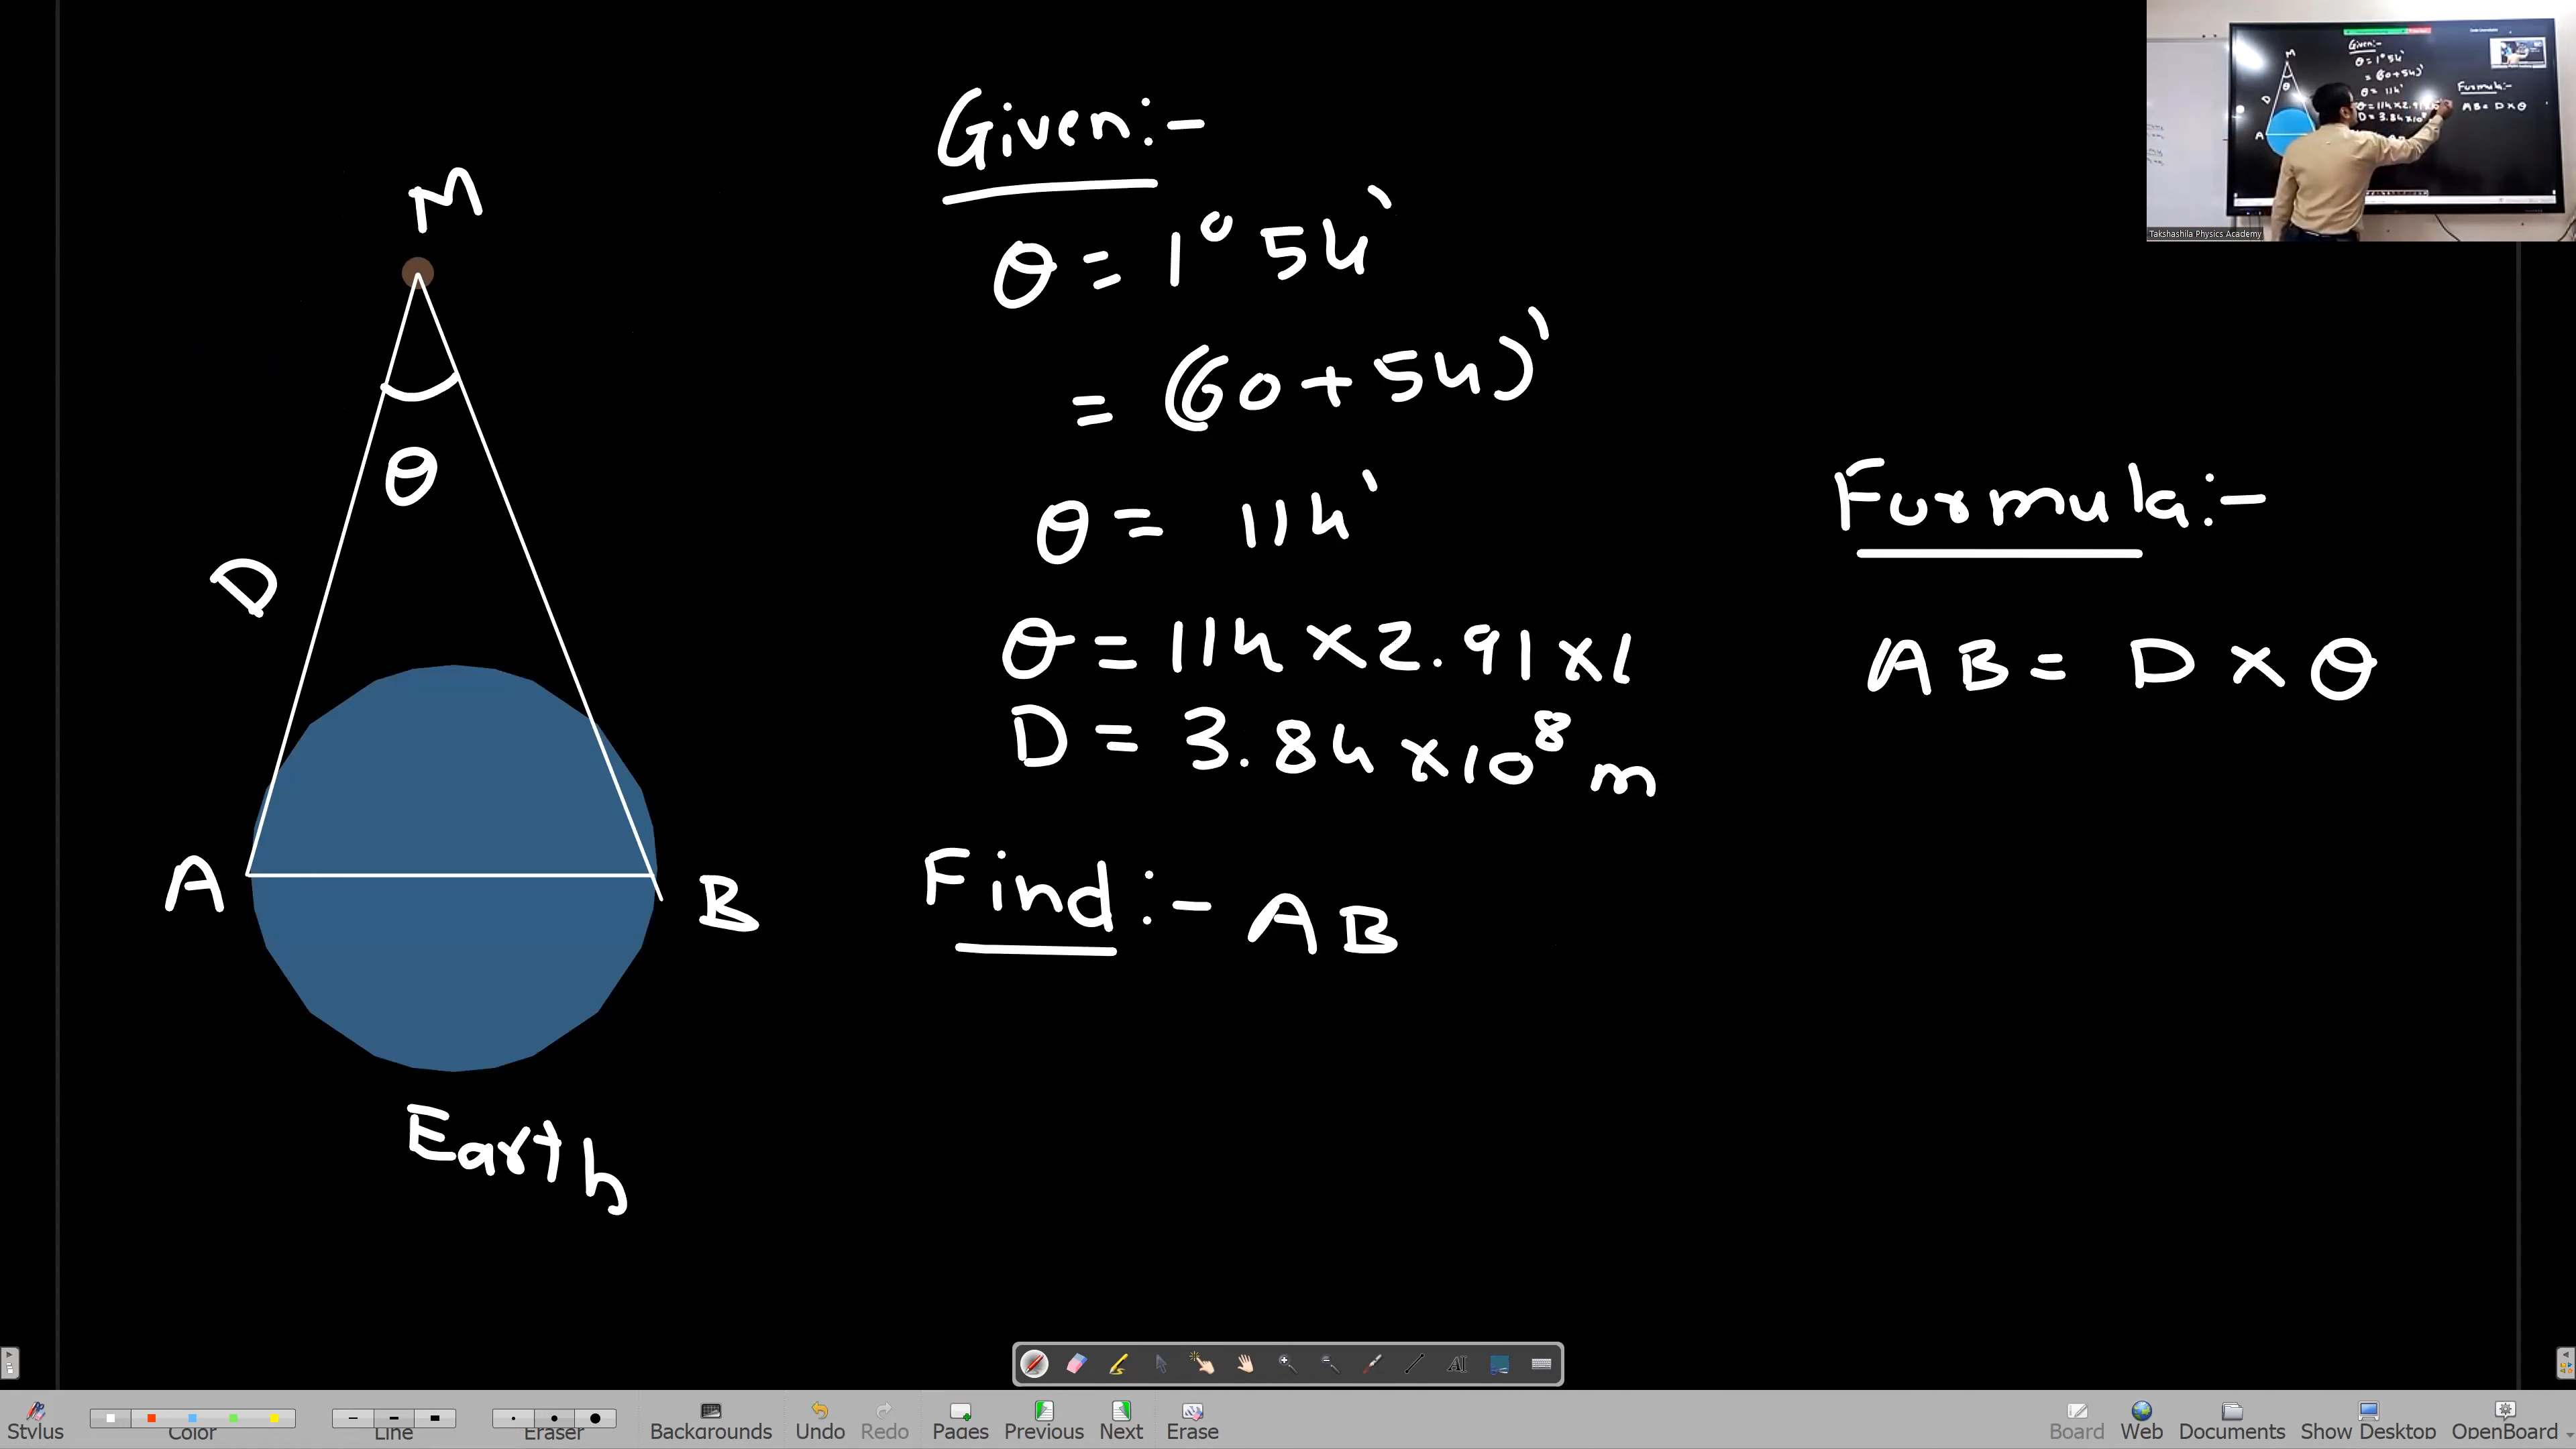 M
θ
D
A
B
Earth
Given:-
θ = 1° 54'
= (60+54)'
θ = 114'
θ = 114 × 2.91 × 1
D = 3.84 × 10⁸ m
Find:- AB
Formula:-
AB = D × θ
Takshashila Physics Academy
Stylus
Color
Line
Eraser
Backgrounds
Undo
Redo
Pages
Previous
Next
Erase
Board
Web
Documents
Show Desktop
OpenBoard